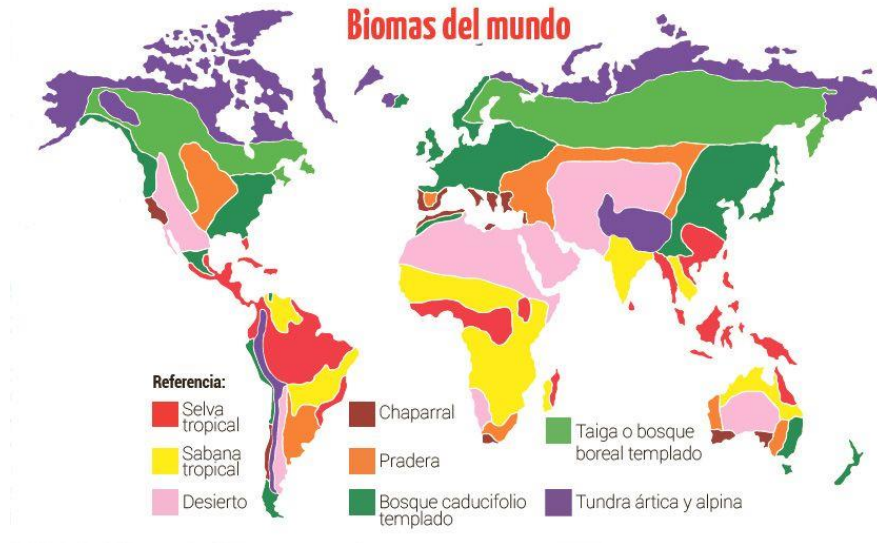 Biomas del mundo
Referencia:
Selva
tropical
Sabana
tropical
Desierto
Chaparral
Pradera
Bosque caducifolio
templado
Taiga o bosque
boreal templado
Tundra ártica y alpina